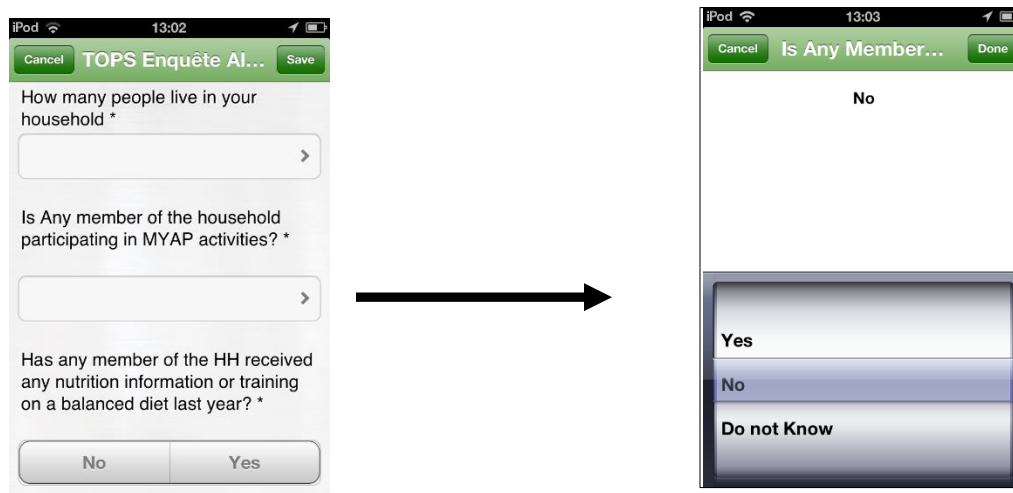 iPod 13:02
Cancel TOPS Enquête Al... Save
How many people live in your
household *
Is Any member of the household
participating in MYAP activities? *
Has any member of the HH received
any nutrition information or training
on a balanced diet last year? *
No Yes
iPod 13:03
Cancel Is Any Member... Done
No
Yes
No
Do not Know